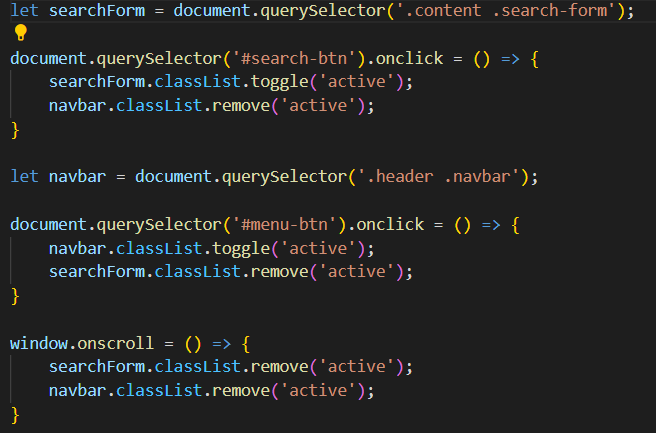 let searchForm = document.querySelector('.content .search-form');
document.querySelector('#search-btn').onclick = () => {
    searchForm.classList.toggle('active');
    navbar.classList.remove('active');
}
let navbar = document.querySelector('.header .navbar');
document.querySelector('#menu-btn').onclick = () => {
    navbar.classList.toggle('active');
    searchForm.classList.remove('active');
}
window.onscroll = () => {
    searchForm.classList.remove('active');
    navbar.classList.remove('active');
}